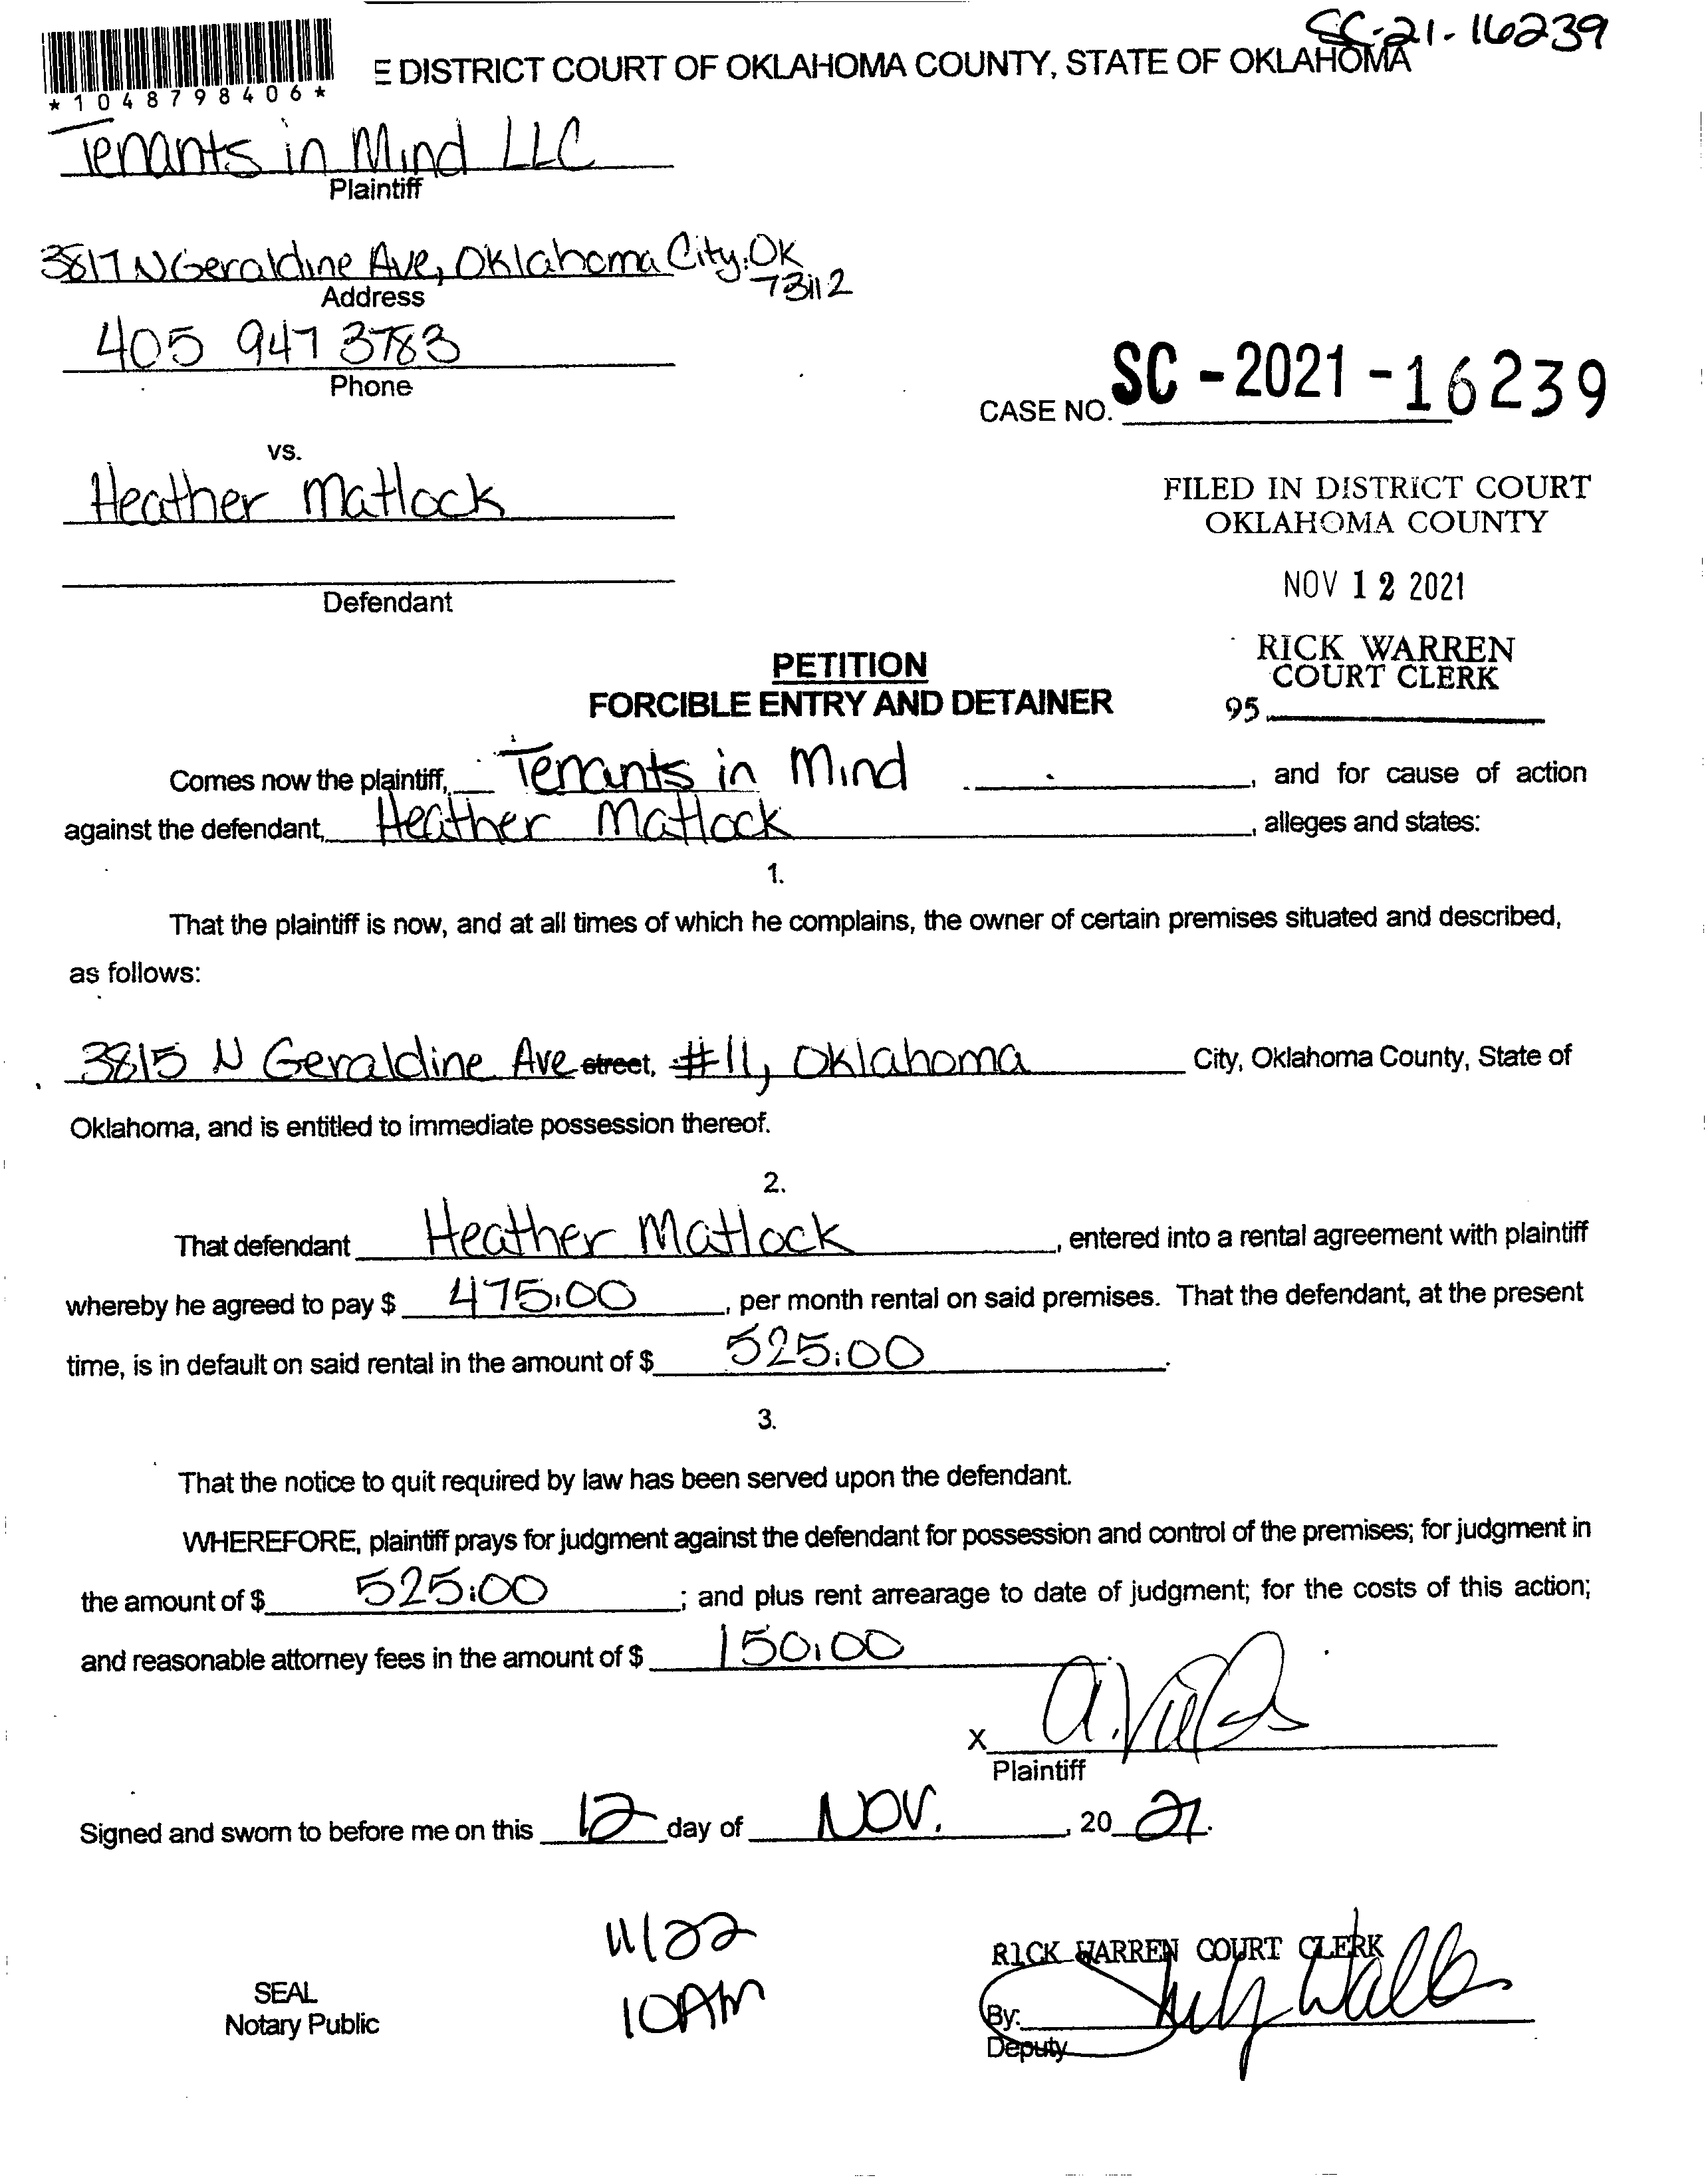 SC-21-16239
E DISTRICT COURT OF OKLAHOMA COUNTY, STATE OF OKLAHOMA
*1048798406*
Tenants in Mind LLC
Plaintiff
3817 N Geraldine Ave, Oklahoma City, OK
73112
Address
405 947 3783
Phone
CASE NO. SC-2021-16239
vs.
Heather Matlock
Defendant
FILED IN DISTRICT COURT
OKLAHOMA COUNTY
NOV 12 2021
RICK WARREN
COURT CLERK
95
PETITION
FORCIBLE ENTRY AND DETAINER
Comes now the plaintiff, Tenants in Mind, and for cause of action
against the defendant, Heather Matlock, alleges and states:
1.
That the plaintiff is now, and at all times of which he complains, the owner of certain premises situated and described,
as follows:
3815 N Geraldine Ave street, #11, Oklahoma City, Oklahoma County, State of
Oklahoma, and is entitled to immediate possession thereof.
2.
That defendant Heather Matlock, entered into a rental agreement with plaintiff
whereby he agreed to pay $ 475.00, per month rental on said premises. That the defendant, at the present
time, is in default on said rental in the amount of $ 525.00.
3.
That the notice to quit required by law has been served upon the defendant.
WHEREFORE, plaintiff prays for judgment against the defendant for possession and control of the premises; for judgment in
the amount of $ 525.00; and plus rent arrearage to date of judgment; for the costs of this action;
and reasonable attorney fees in the amount of $ 150.00
X
Plaintiff
Signed and sworn to before me on this 12 day of Nov., 20 21.
11/22
10AM
SEAL
Notary Public
RICK WARREN COURT CLERK
By:
Deputy